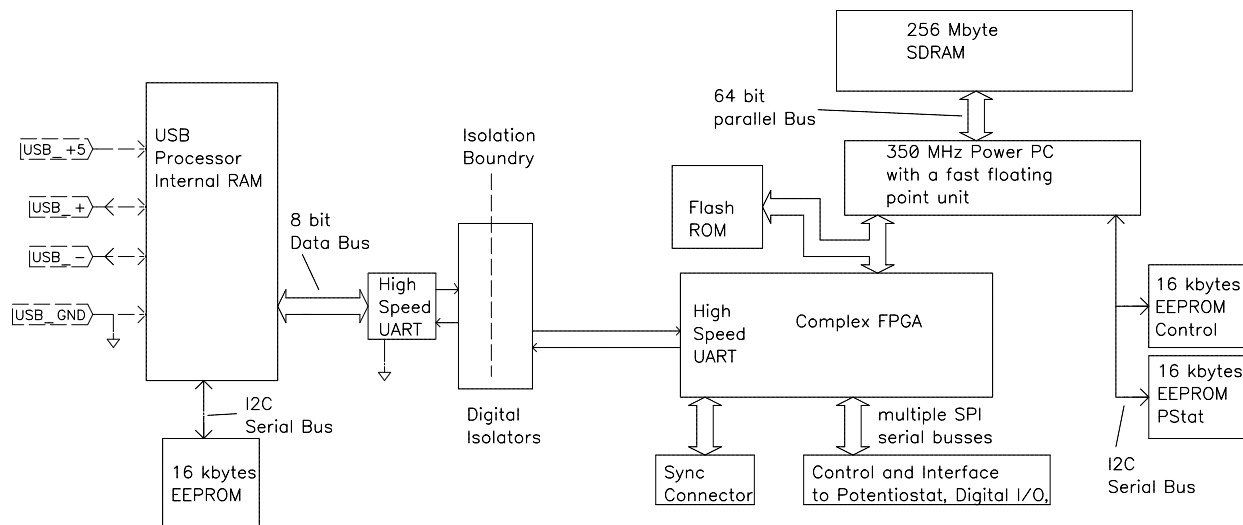 256 Mbyte
SDRAM
64 bit
parallel Bus
USB
Processor
Internal RAM
USB_+5
USB_+
USB_-
USB_GND
Isolation
Boundry
350 MHz Power PC
with a fast floating
point unit
Flash
ROM
8 bit
Data Bus
High
Speed
UART
High
Speed
UART
Complex FPGA
16 kbytes
EEPROM
Control
16 kbytes
EEPROM
PStat
I2C
Serial Bus
Digital
Isolators
multiple SPI
serial busses
16 kbytes
EEPROM
Sync
Connector
Control and Interface
to Potentiostat, Digital I/O,
I2C
Serial Bus